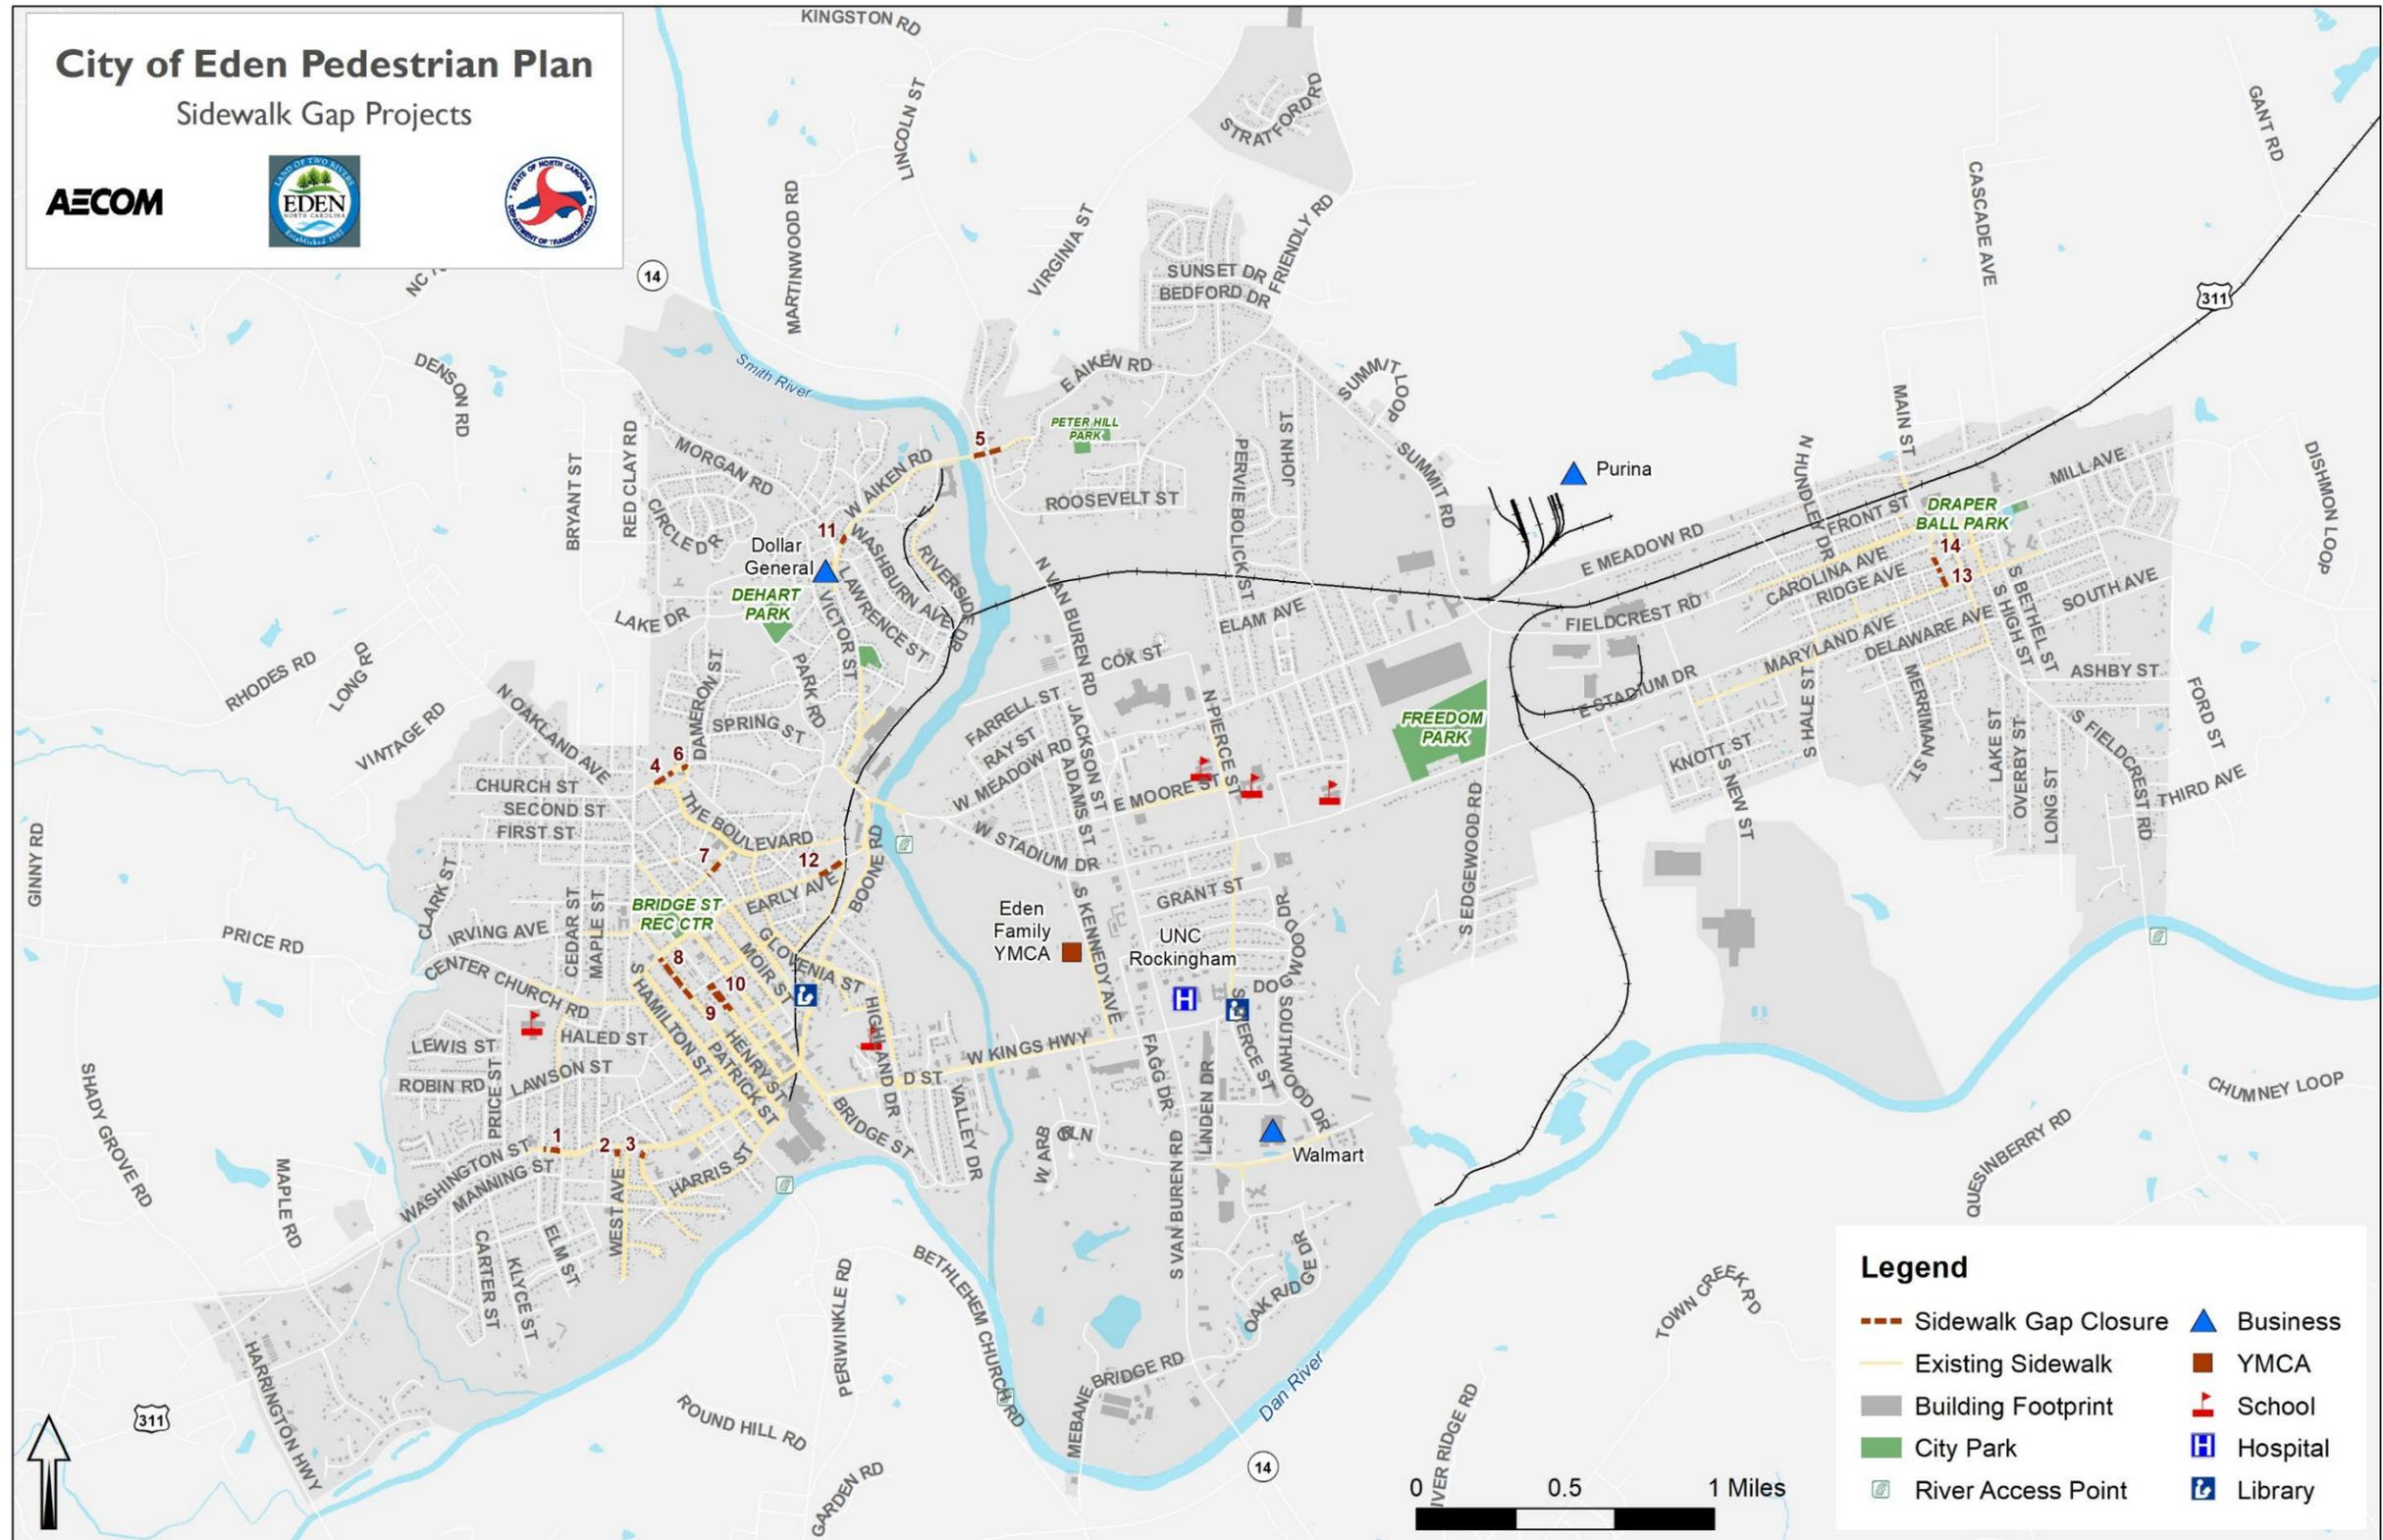 City of Eden Pedestrian Plan
Sidewalk Gap Projects
AECOM
LAND OF TWO RIVERS
EDEN
NORTH CAROLINA
STATE OF NORTH CAROLINA
DEPARTMENT OF TRANSPORTATION
KINGSTON RD
LINCOLN ST
STRATFORD RD
GANT RD
MARTINWOOD RD
VIRGINIA ST
FRIENDLY RD
CASCADE AVE
14
SUNSET DR
BEDFORD DR
311
Smith River
DENSON RD
E AIKEN RD
SUMMIT LOOP
PETER HILL
PARK
5
MAIN ST
MORGAN RD
W AIKEN RD
BRYANT ST
RED CLAY RD
CIRCLE DR
ROOSEVELT ST
PERVIE BOLICK ST
JOHN ST
SUMMIT RD
Purina
N HUNDLEY DR
MILL AVE
DISHMON LOOP
FRONT ST
DRAPER
BALL PARK
11
Dollar
General
WASHBURN AVE
RIVERSIDE DR
E MEADOW RD
14
13
DEHART
PARK
LAWRENCE ST
VICTOR ST
N VAN BUREN RD
CAROLINA AVE
RIDGE AVE
S BETHEL ST
S HIGH ST
SOUTH AVE
LAKE DR
ELAM AVE
FIELDCREST RD
MARYLAND AVE
DELAWARE AVE
RHODES RD
LONG RD
VINTAGE RD
N OAKLAND AVE
DAMERON ST
PARK RD
SPRING ST
COX ST
FARRELL ST
RAY ST
W MEADOW RD
JACKSON ST
ADAMS ST
N PIERCE ST
E MOORE ST
FREEDOM
PARK
E STADIUM DR
KNOTT ST
S NEW ST
S HALE ST
MERRIMAN ST
ASHBY ST
FORD ST
S FIELDCREST RD
THIRD AVE
LAKE ST
OVERBY ST
LONG ST
4
6
CHURCH ST
SECOND ST
FIRST ST
THE BOULEVARD
7
12
W STADIUM DR
S EDGEWOOD RD
GINNY RD
CLARK ST
EARLY AVE
BOONE RD
GRANT ST
BRIDGE ST
REC CTR
IRVING AVE
CEDAR ST
MAPLE ST
PRICE RD
Eden
Family
YMCA
S KENNEDY AVE
UNC
Rockingham
H
DOGWOOD DR
CENTER CHURCH RD
8
10
9
GLOVENIA ST
MOIR ST
S HAMILTON ST
HENRY ST
PATRICK ST
HIGHLAND DR
S PIERCE ST
SOUTHWOOD DR
LEWIS ST
HALED ST
W KINGS HWY
ROBIN RD
PRICE ST
LAWSON ST
D ST
FAGG DR
LINDEN DR
SHADY GROVE RD
CHUMNEY LOOP
BRIDGE ST
VALLEY DR
1
2
3
WASHINGTON ST
MANNING ST
WEST AVE
HARRIS ST
Walmart
QUESINBERRY RD
MAPLE RD
CARTER ST
KLYCE ST
ELM ST
S VAN BUREN RD
OAK RIDGE DR
PERIWINKLE RD
BETHLEHEM CHURCH RD
TOWN CREEK RD
HARRINGTON HWY
311
ROUND HILL RD
GARDEN RD
MEBANE BRIDGE RD
Dan River
14
0 0.5 1 Miles
Legend
Sidewalk Gap Closure
Business
Existing Sidewalk
YMCA
Building Footprint
School
City Park
H
Hospital
River Access Point
Library